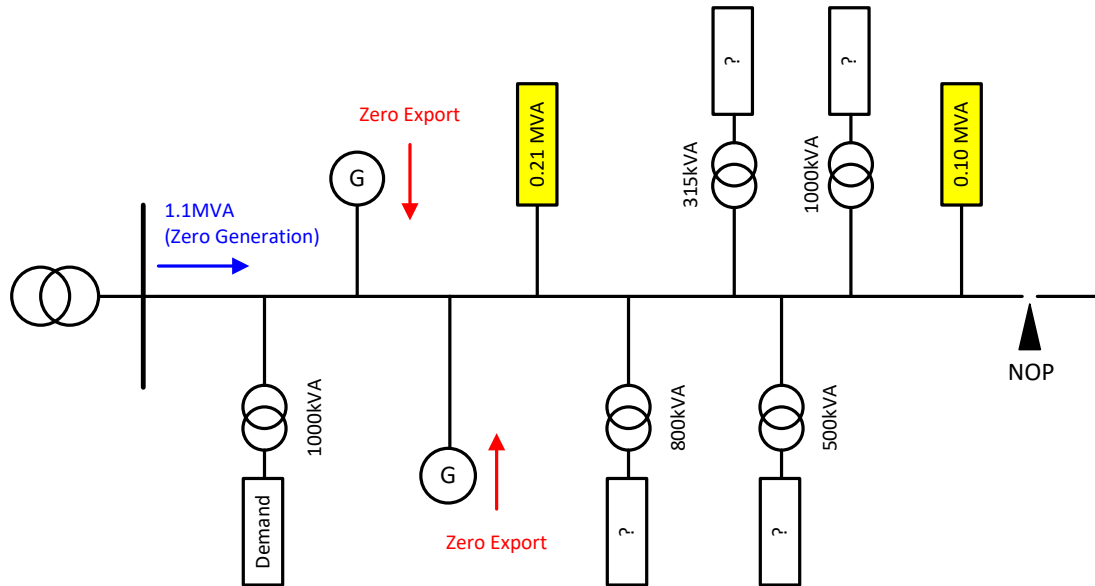 Zero Export
1.1MVA
(Zero Generation)
G
0.21 MVA
?
315kVA
?
1000kVA
0.10 MVA
1000kVA
Demand
G
Zero Export
800kVA
?
500kVA
?
NOP